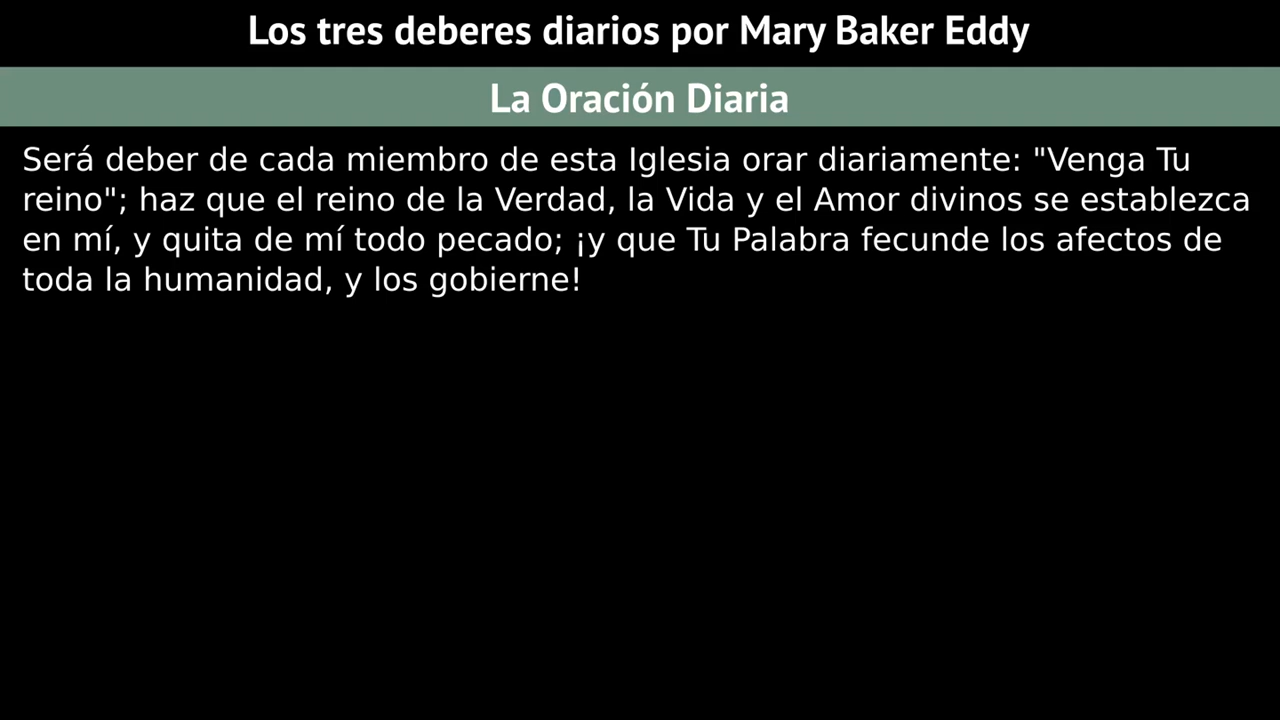 Los tres deberes diarios por Mary Baker Eddy
La Oración Diaria
Será deber de cada miembro de esta Iglesia orar diariamente: "Venga Tu
reino"; haz que el reino de la Verdad, la Vida y el Amor divinos se establezca
en mí, y quita de mí todo pecado; ¡y que Tu Palabra fecunde los afectos de
toda la humanidad, y los gobierne!